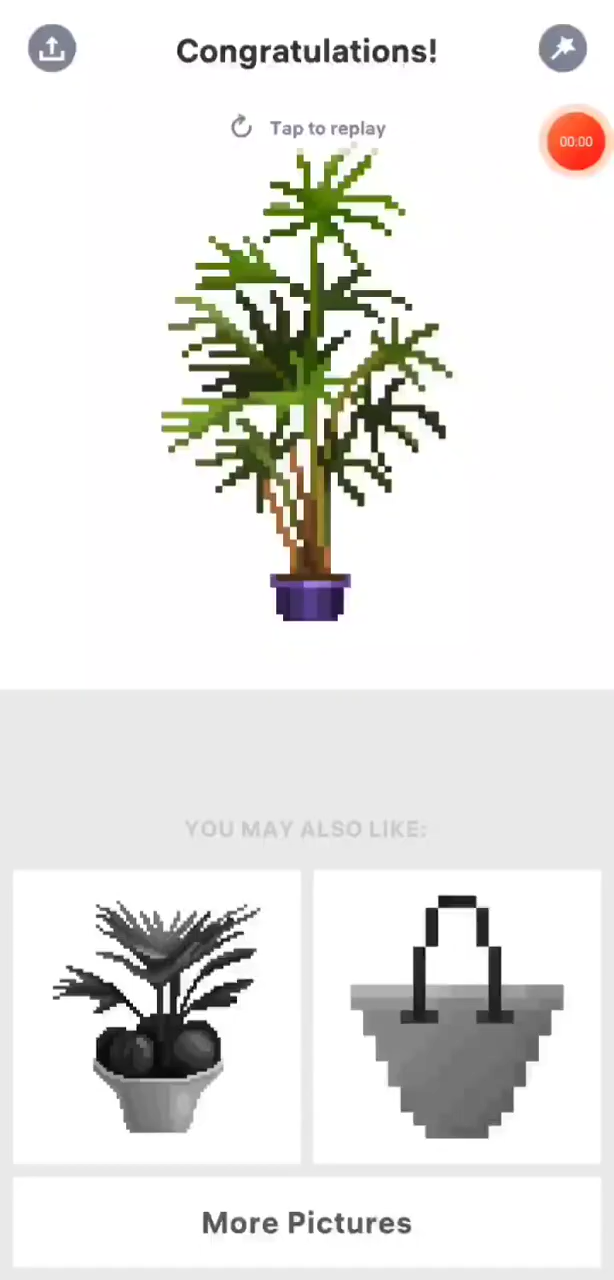 Congratulations!
Tap to replay
00:00
YOU MAY ALSO LIKE:
More Pictures